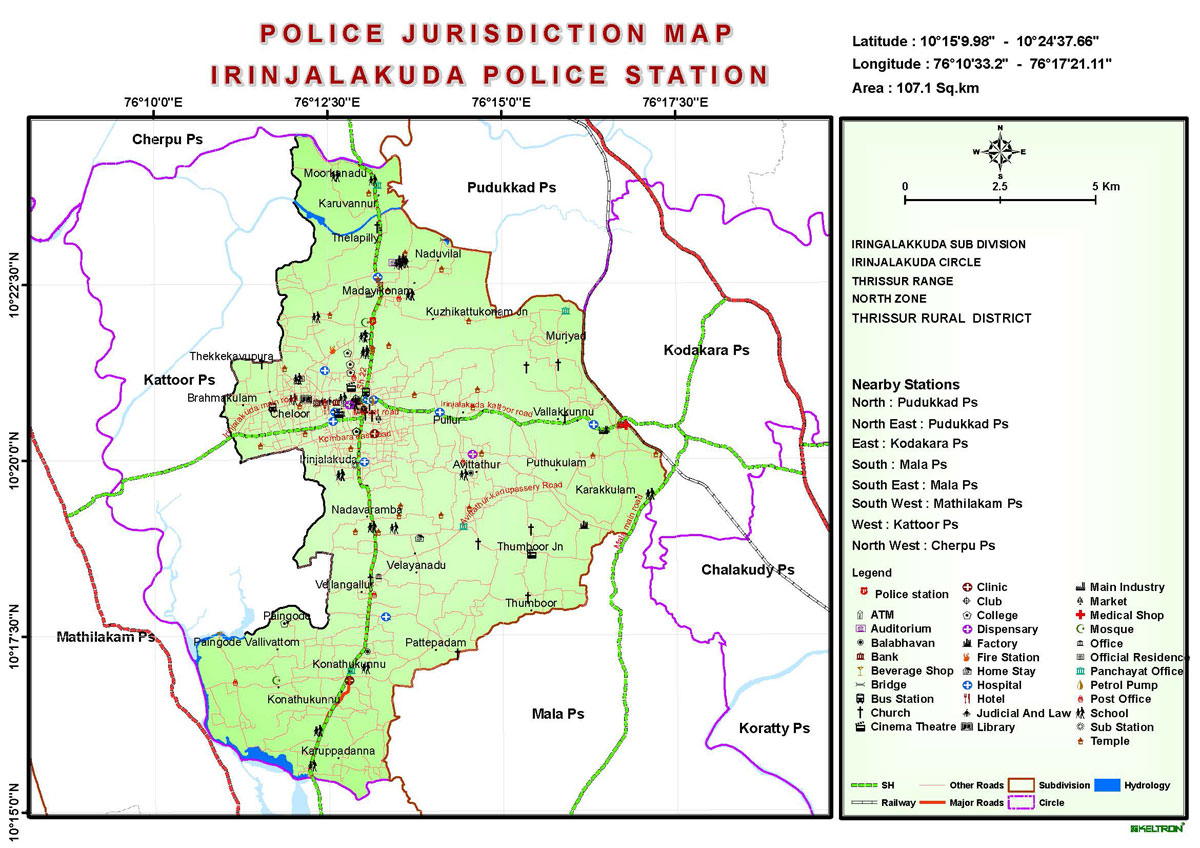 POLICE JURISDICTION MAP
IRINJALAKUDA POLICE STATION
Latitude : 10°15'9.98" - 10°24'37.66"
Longitude : 76°10'33.2" - 76°17'21.11"
Area : 107.1 Sq.km
76°10'0"E
76°12'30"E
76°15'0"E
76°17'30"E
10°22'30"N
10°20'0"N
10°17'30"N
10°15'0"N
Cherpu Ps
Pudukkad Ps
Moorkanadu
Karuvannur
Thelapilly
Naduvilal
Madayikonam
Kuzhikattukonam Jn
Muriyad
Kodakara Ps
Thekkekavupura
Kattoor Ps
Brahmakulam
Cheloor
SH 22
Irinjalakuda main road
Irinjalakuda kattoor road
Pullur
Vallakkunnu
Irinjalakuda
Avittathur
Puthukulam
Karakkulam
Nadavaramba
Avittathur-Kadupassery Road
Mala main road
Thumboor Jn
Velayanadu
Chalakudy Ps
Vellangallur
Thumboor
Paingode
Mathilakam Ps
Paingode Vallivattom
Pattepadam
Konathukunnu
Konathukunnu
Mala Ps
Koratty Ps
Karuppadanna
N
W
E
S
0
2.5
5 Km
IRINGALAKKUDA SUB DIVISION
IRINJALAKUDA CIRCLE
THRISSUR RANGE
NORTH ZONE
THRISSUR RURAL DISTRICT
Nearby Stations
North : Pudukkad Ps
North East : Pudukkad Ps
East : Kodakara Ps
South : Mala Ps
South East : Mala Ps
South West : Mathilakam Ps
West : Kattoor Ps
North West : Cherpu Ps
Legend
Police station
ATM
Auditorium
Balabhavan
Bank
Beverage Shop
Bridge
Bus Station
Church
Cinema Theatre
Clinic
Club
College
Dispensary
Factory
Fire Station
Home Stay
Hospital
Hotel
Judicial And Law
Library
Main Industry
Market
Medical Shop
Mosque
Office
Official Residence
Panchayat Office
Petrol Pump
Post Office
School
Sub Station
Temple
SH
Other Roads
Subdivision
Hydrology
Railway
Major Roads
Circle
KELTRON